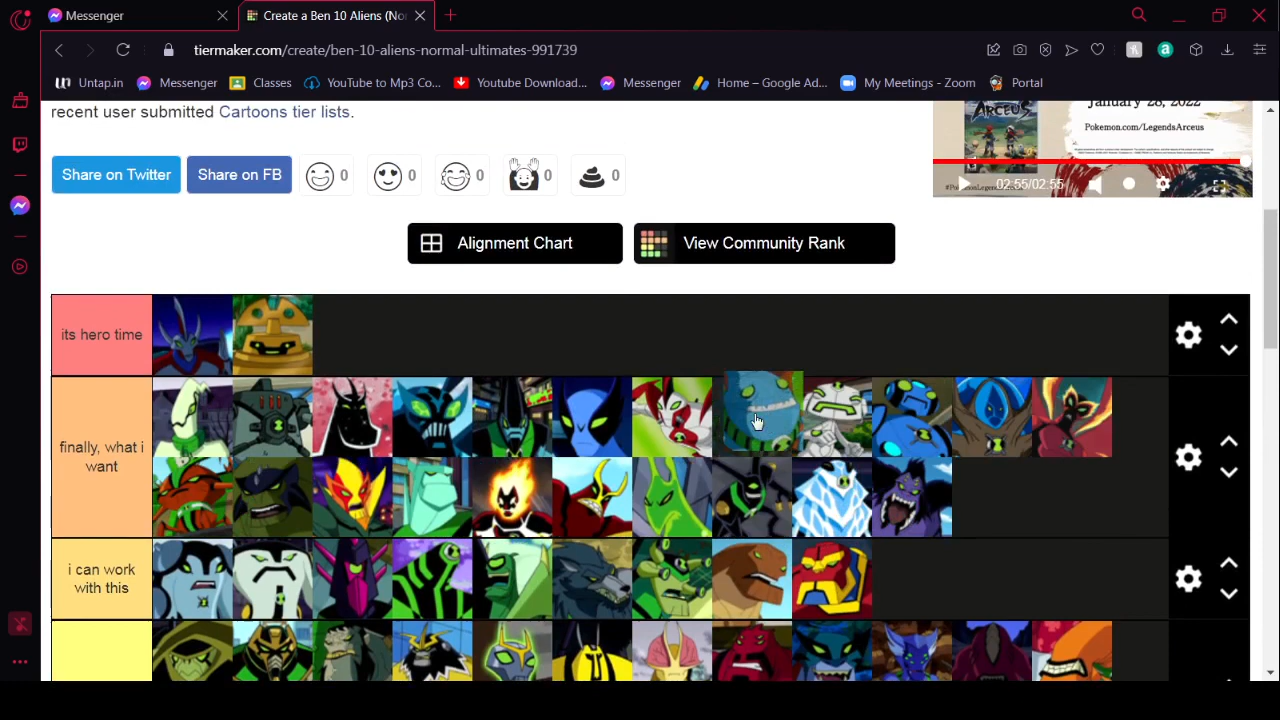 Messenger
Create a Ben 10 Aliens (No
tiermaker.com/create/ben-10-aliens-normal-ultimates-991739
Untap.in
Messenger
Classes
YouTube to Mp3 Co...
Youtube Download...
Messenger
Home – Google Ad...
My Meetings - Zoom
Portal
recent user submitted Cartoons tier lists.
ARCEUS
January 28, 2022
Pokemon.com/LegendsArceus
#PokemonLegendsArceus
02:55/02:55
Share on Twitter
Share on FB
0
0
0
0
0
Alignment Chart
View Community Rank
its hero time
finally, what i
want
i can work
with this